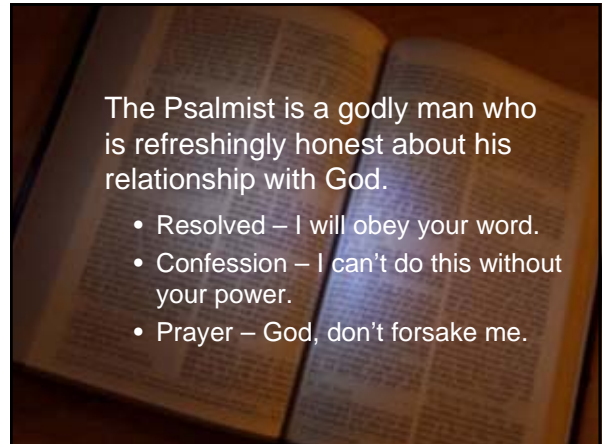 The Psalmist is a godly man who
is refreshingly honest about his
relationship with God.
• Resolved – I will obey your word.
• Confession – I can't do this without
your power.
• Prayer – God, don't forsake me.